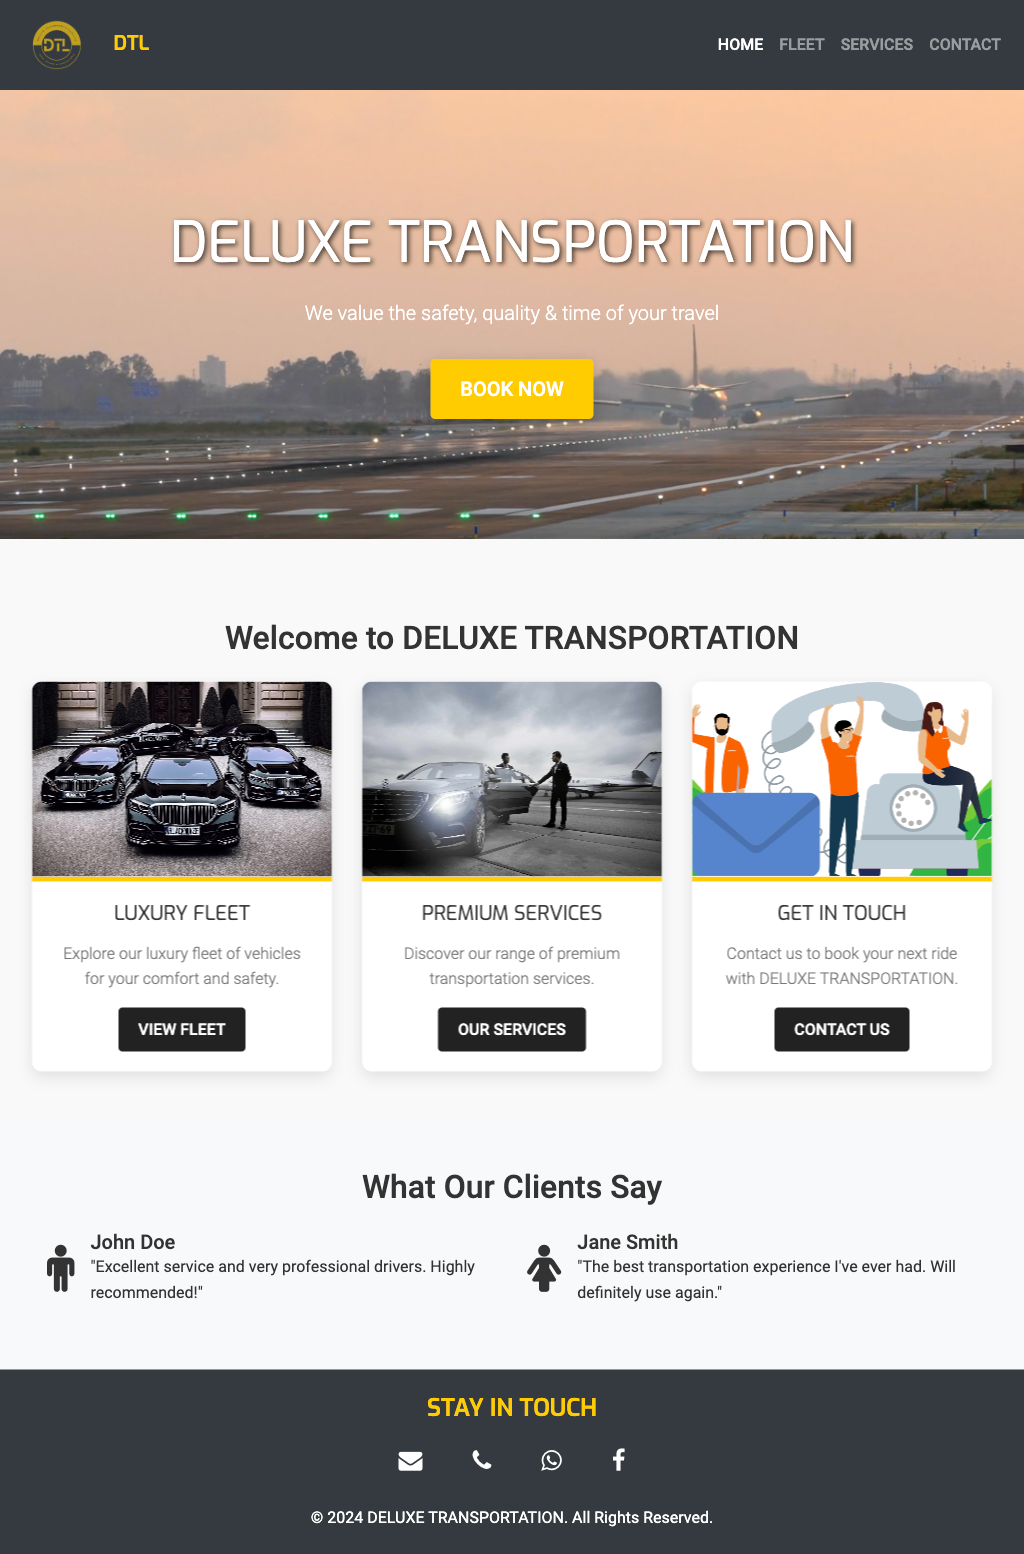 DTL
DTL
HOME
FLEET
SERVICES
CONTACT
DELUXE TRANSPORTATION
We value the safety, quality & time of your travel
BOOK NOW
Welcome to DELUXE TRANSPORTATION
LUXURY FLEET
Explore our luxury fleet of vehicles
for your comfort and safety.
VIEW FLEET
PREMIUM SERVICES
Discover our range of premium
transportation services.
OUR SERVICES
GET IN TOUCH
Contact us to book your next ride
with DELUXE TRANSPORTATION.
CONTACT US
What Our Clients Say
John Doe
"Excellent service and very professional drivers. Highly
recommended!"
Jane Smith
"The best transportation experience I've ever had. Will
definitely use again."
STAY IN TOUCH
© 2024 DELUXE TRANSPORTATION. All Rights Reserved.